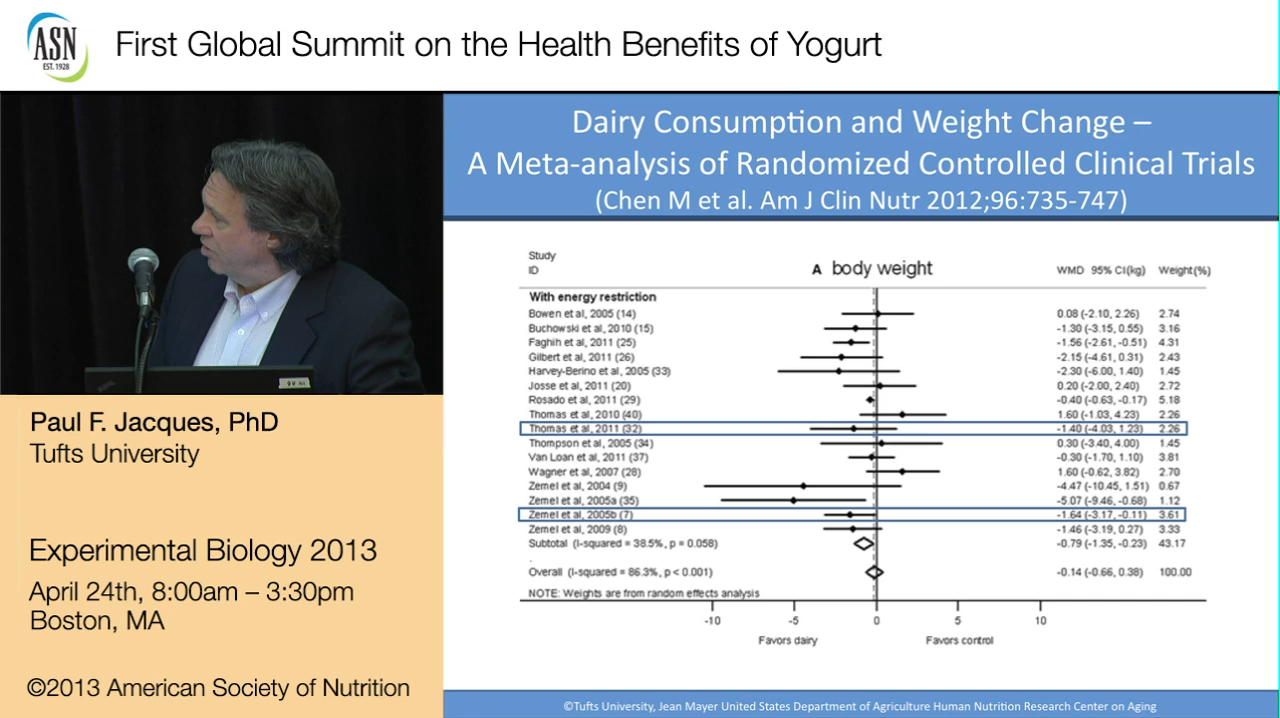 ASN
EST. 1928
First Global Summit on the Health Benefits of Yogurt
Paul F. Jacques, PhD
Tufts University
Experimental Biology 2013
April 24th, 8:00am – 3:30pm
Boston, MA
©2013 American Society of Nutrition
Dairy Consumption and Weight Change –
A Meta-analysis of Randomized Controlled Clinical Trials
(Chen M et al. Am J Clin Nutr 2012;96:735-747)
Study
ID A body weight WMD 95% CI(kg) Weight(%)
With energy restriction
Bowen et al, 2005 (14) 0.08 (-2.10, 2.26) 2.74
Buchowski et al, 2010 (15) -1.30 (-3.15, 0.55) 3.16
Faghih et al, 2011 (25) -1.56 (-2.61, -0.51) 4.31
Gilbert et al, 2011 (26) -2.15 (-4.61, 0.31) 2.43
Harvey-Berino et al, 2005 (33) -2.30 (-6.00, 1.40) 1.45
Josse et al, 2011 (20) 0.20 (-2.00, 2.40) 2.72
Rosado et al, 2011 (29) -0.40 (-0.63, -0.17) 5.18
Thomas et al, 2010 (40) 1.60 (-1.03, 4.23) 2.26
Thomas et al, 2011 (32) -1.40 (-4.03, 1.23) 2.26
Thompson et al, 2005 (34) 0.30 (-3.40, 4.00) 1.45
Van Loan et al, 2011 (37) -0.30 (-1.70, 1.10) 3.81
Wagner et al, 2007 (28) 1.60 (-0.62, 3.82) 2.70
Zemel et al, 2004 (9) -4.47 (-10.45, 1.51) 0.67
Zemel et al, 2005a (35) -5.07 (-9.46, -0.68) 1.12
Zemel et al, 2005b (7) -1.64 (-3.17, -0.11) 3.61
Zemel et al, 2009 (8) -1.46 (-3.19, 0.27) 3.33
Subtotal (I-squared = 38.5%, p = 0.058) -0.79 (-1.35, -0.23) 43.17
.
Overall (I-squared = 86.3%, p < 0.001) -0.14 (-0.66, 0.38) 100.00
NOTE: Weights are from random effects analysis
-10 -5 0 5 10
Favors dairy Favors control
©Tufts University, Jean Mayer United States Department of Agriculture Human Nutrition Research Center on Aging